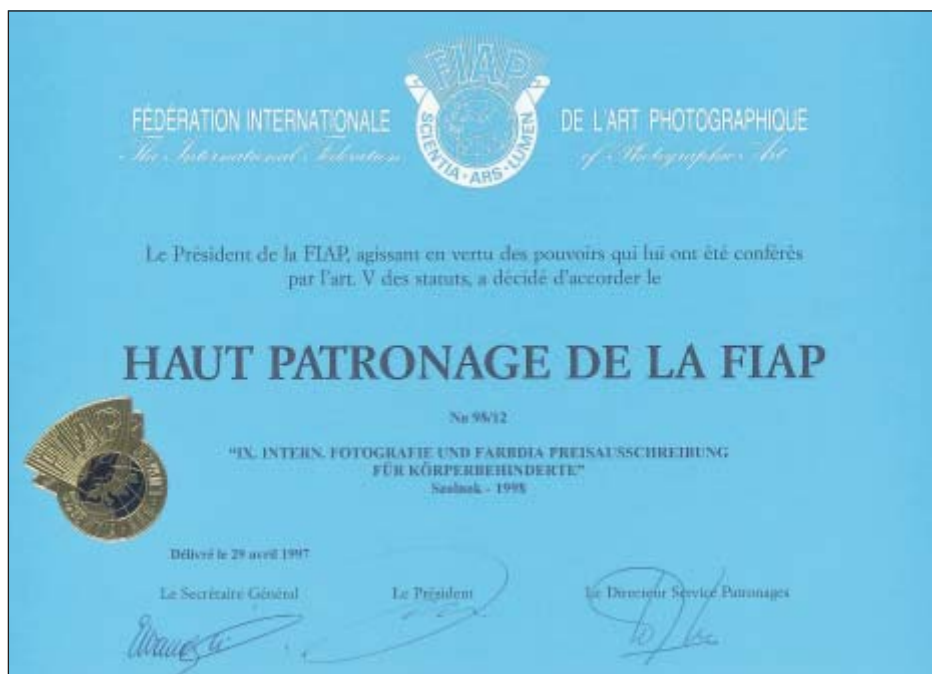 FIAP
SCIENTIA · ARS · LUMEN
FÉDÉRATION INTERNATIONALE DE L'ART PHOTOGRAPHIQUE
The International Federation of Photographic Art
Le Président de la FIAP, agissant en vertu des pouvoirs qui lui ont été conférés
par l'art. V des statuts, a décidé d'accorder le
HAUT PATRONAGE DE LA FIAP
No 98/12
"IX. INTERN. FOTOGRAFIE UND FARBDIA PREISAUSSCHREIBUNG
FÜR KÖRPERBEHINDERTE"
Szolnok - 1998
FIAP
Délivré le 29 avril 1997
Le Secrétaire Général Le Président Le Directeur Service Patronages